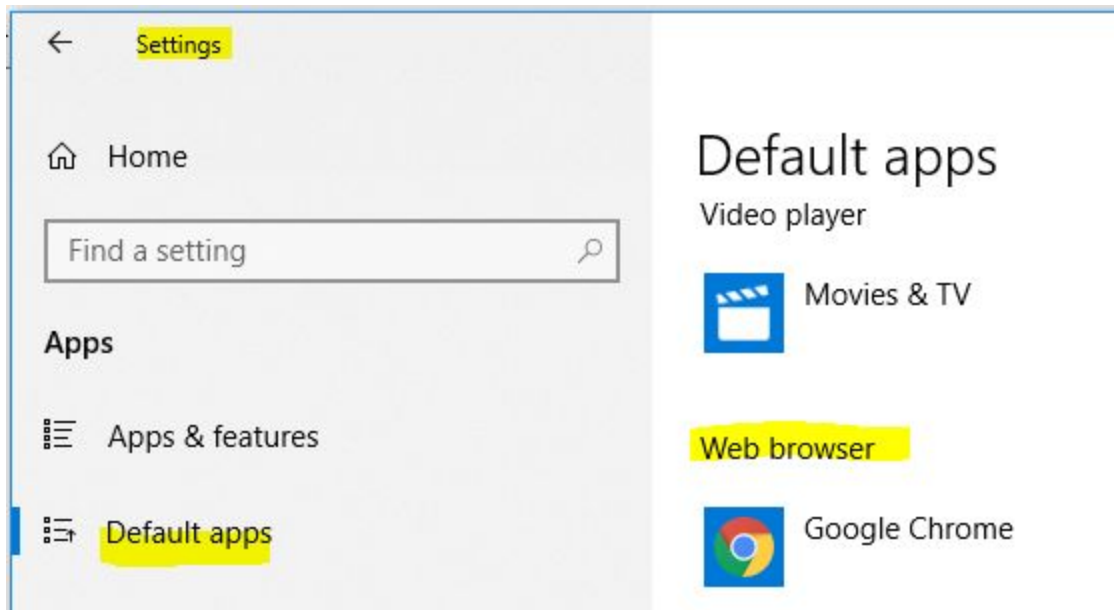 Settings
Home
Find a setting
Apps
Apps & features
Default apps
Default apps
Video player
Movies & TV
Web browser
Google Chrome